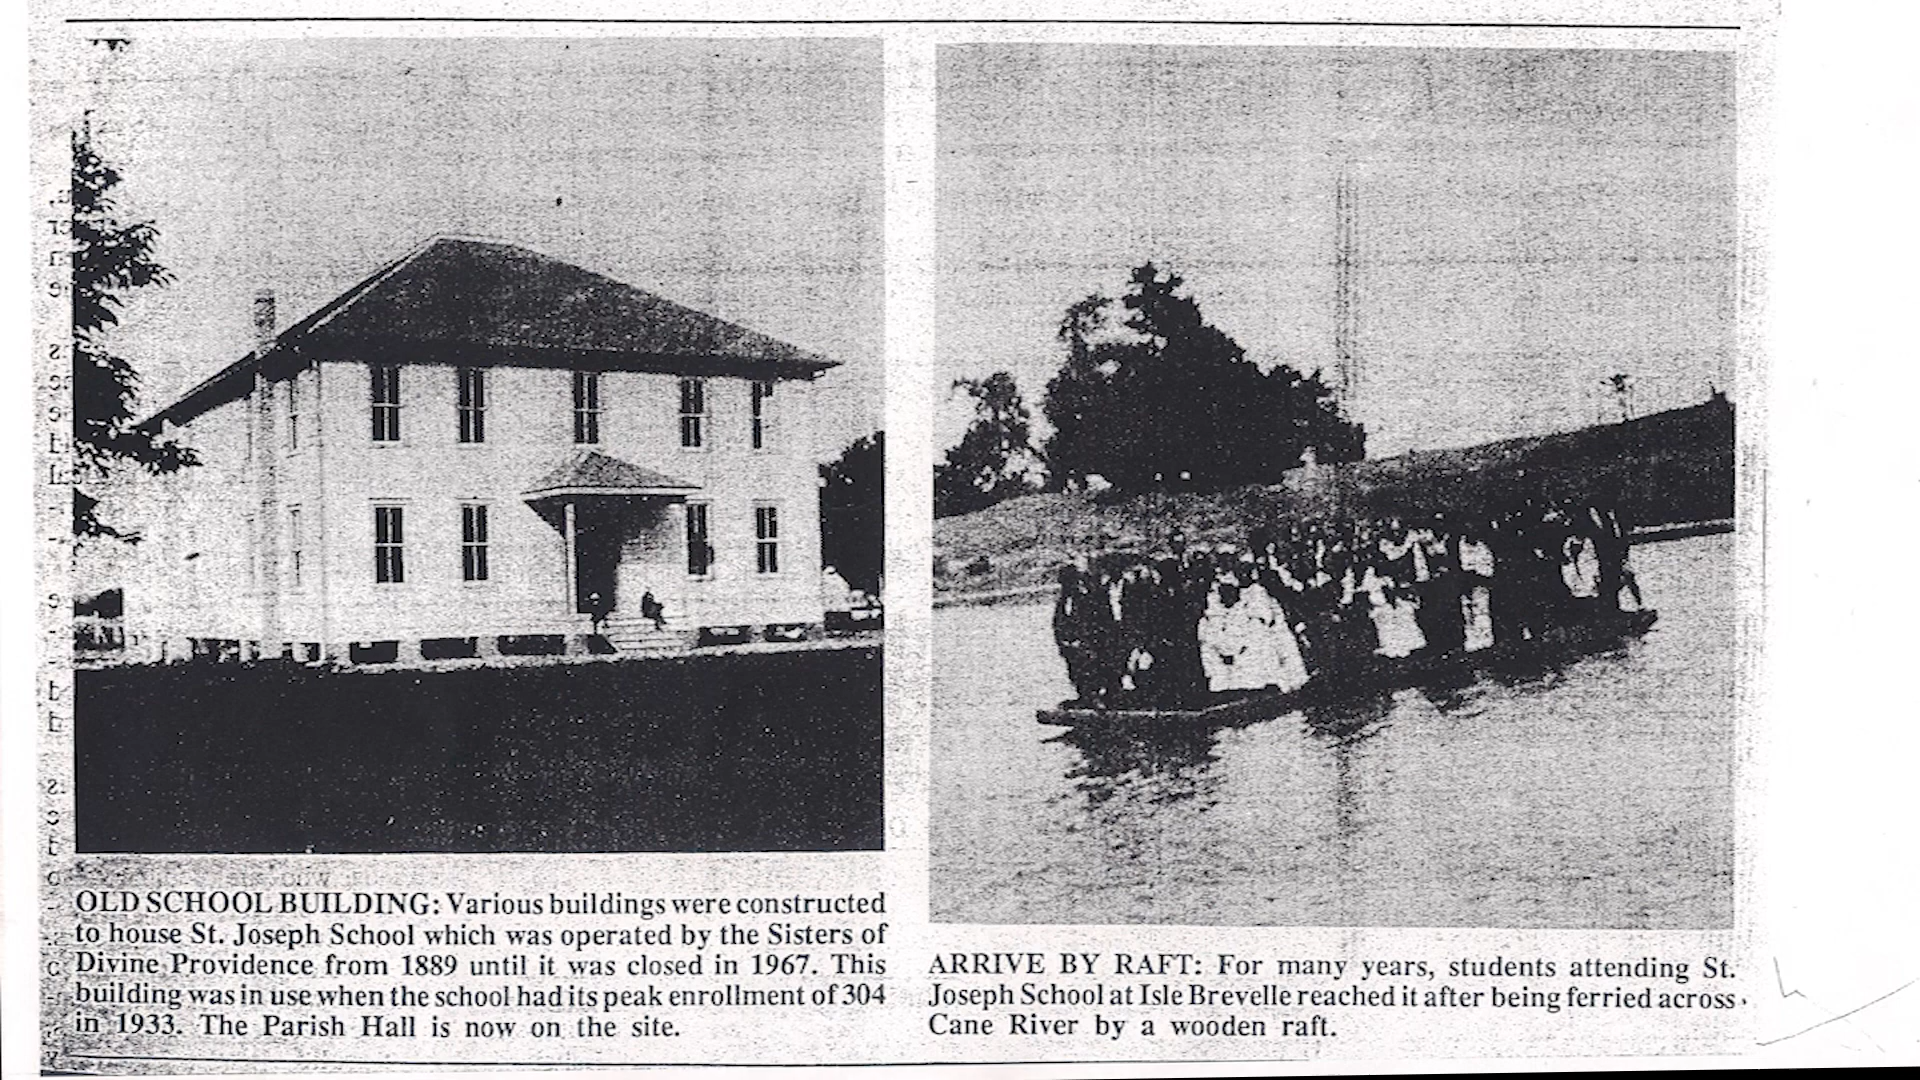 OLD SCHOOL BUILDING: Various buildings were constructed
to house St. Joseph School which was operated by the Sisters of
Divine Providence from 1889 until it was closed in 1967. This
building was in use when the school had its peak enrollment of 304
in 1933. The Parish Hall is now on the site.
ARRIVE BY RAFT: For many years, students attending St.
Joseph School at Isle Brevelle reached it after being ferried across
Cane River by a wooden raft.